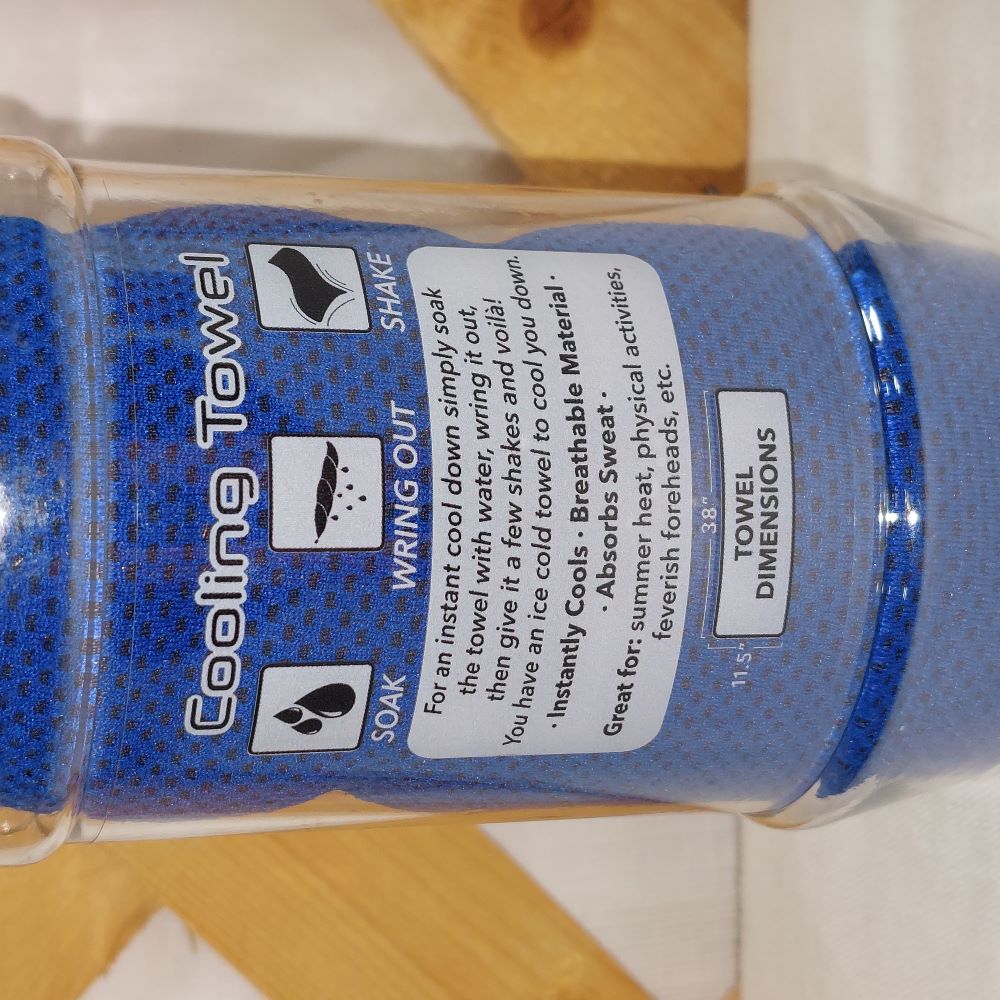 Cooling Towel
SOAK
WRING OUT
SHAKE
For an instant cool down simply soak
the towel with water, wring it out,
then give it a few shakes and voilà!
You have an ice cold towel to cool you down.
· Instantly Cools · Breathable Material ·
· Absorbs Sweat ·
Great for: summer heat, physical activities,
feverish foreheads, etc.
38"
11.5"
TOWEL
DIMENSIONS